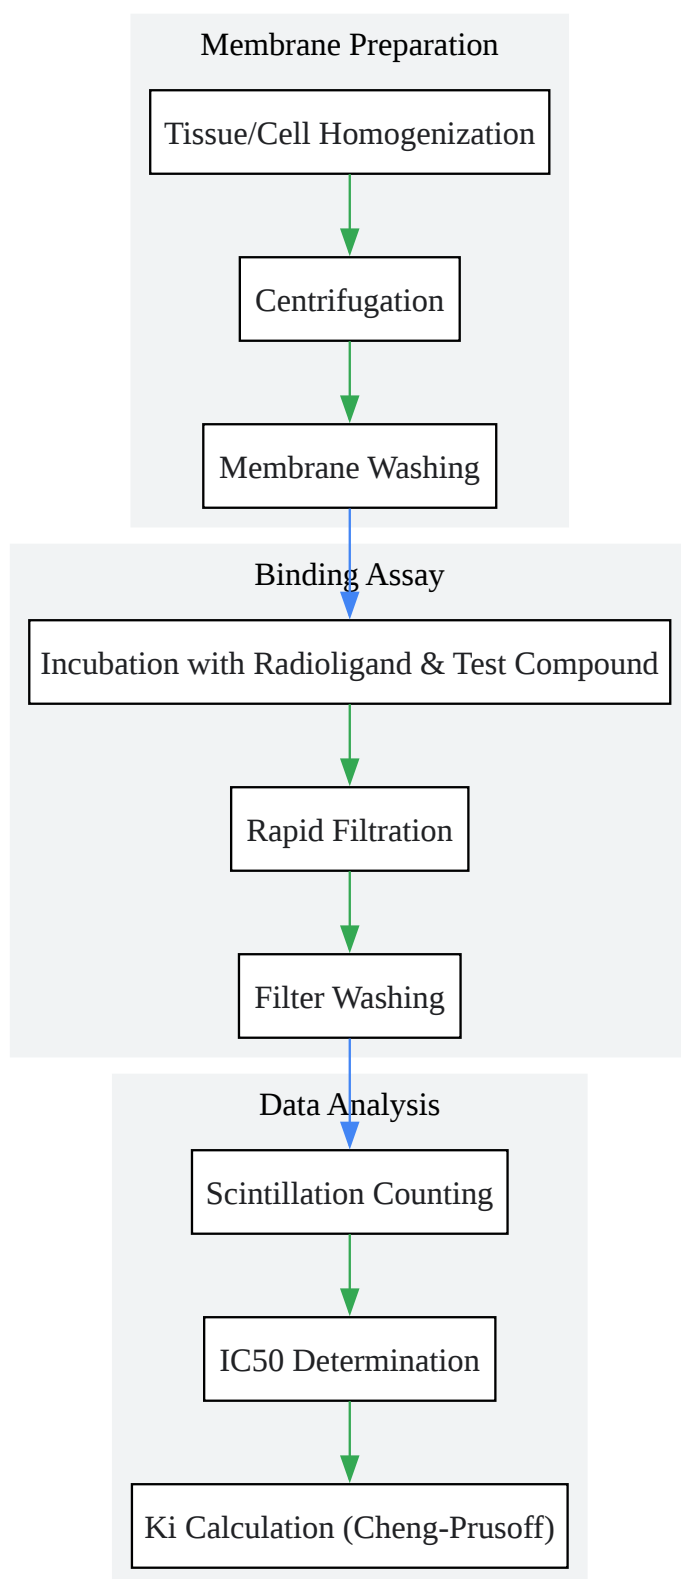 Membrane Preparation
Tissue/Cell Homogenization
Centrifugation
Membrane Washing
Binding Assay
Incubation with Radioligand & Test Compound
Rapid Filtration
Filter Washing
Data Analysis
Scintillation Counting
IC50 Determination
Ki Calculation (Cheng-Prusoff)